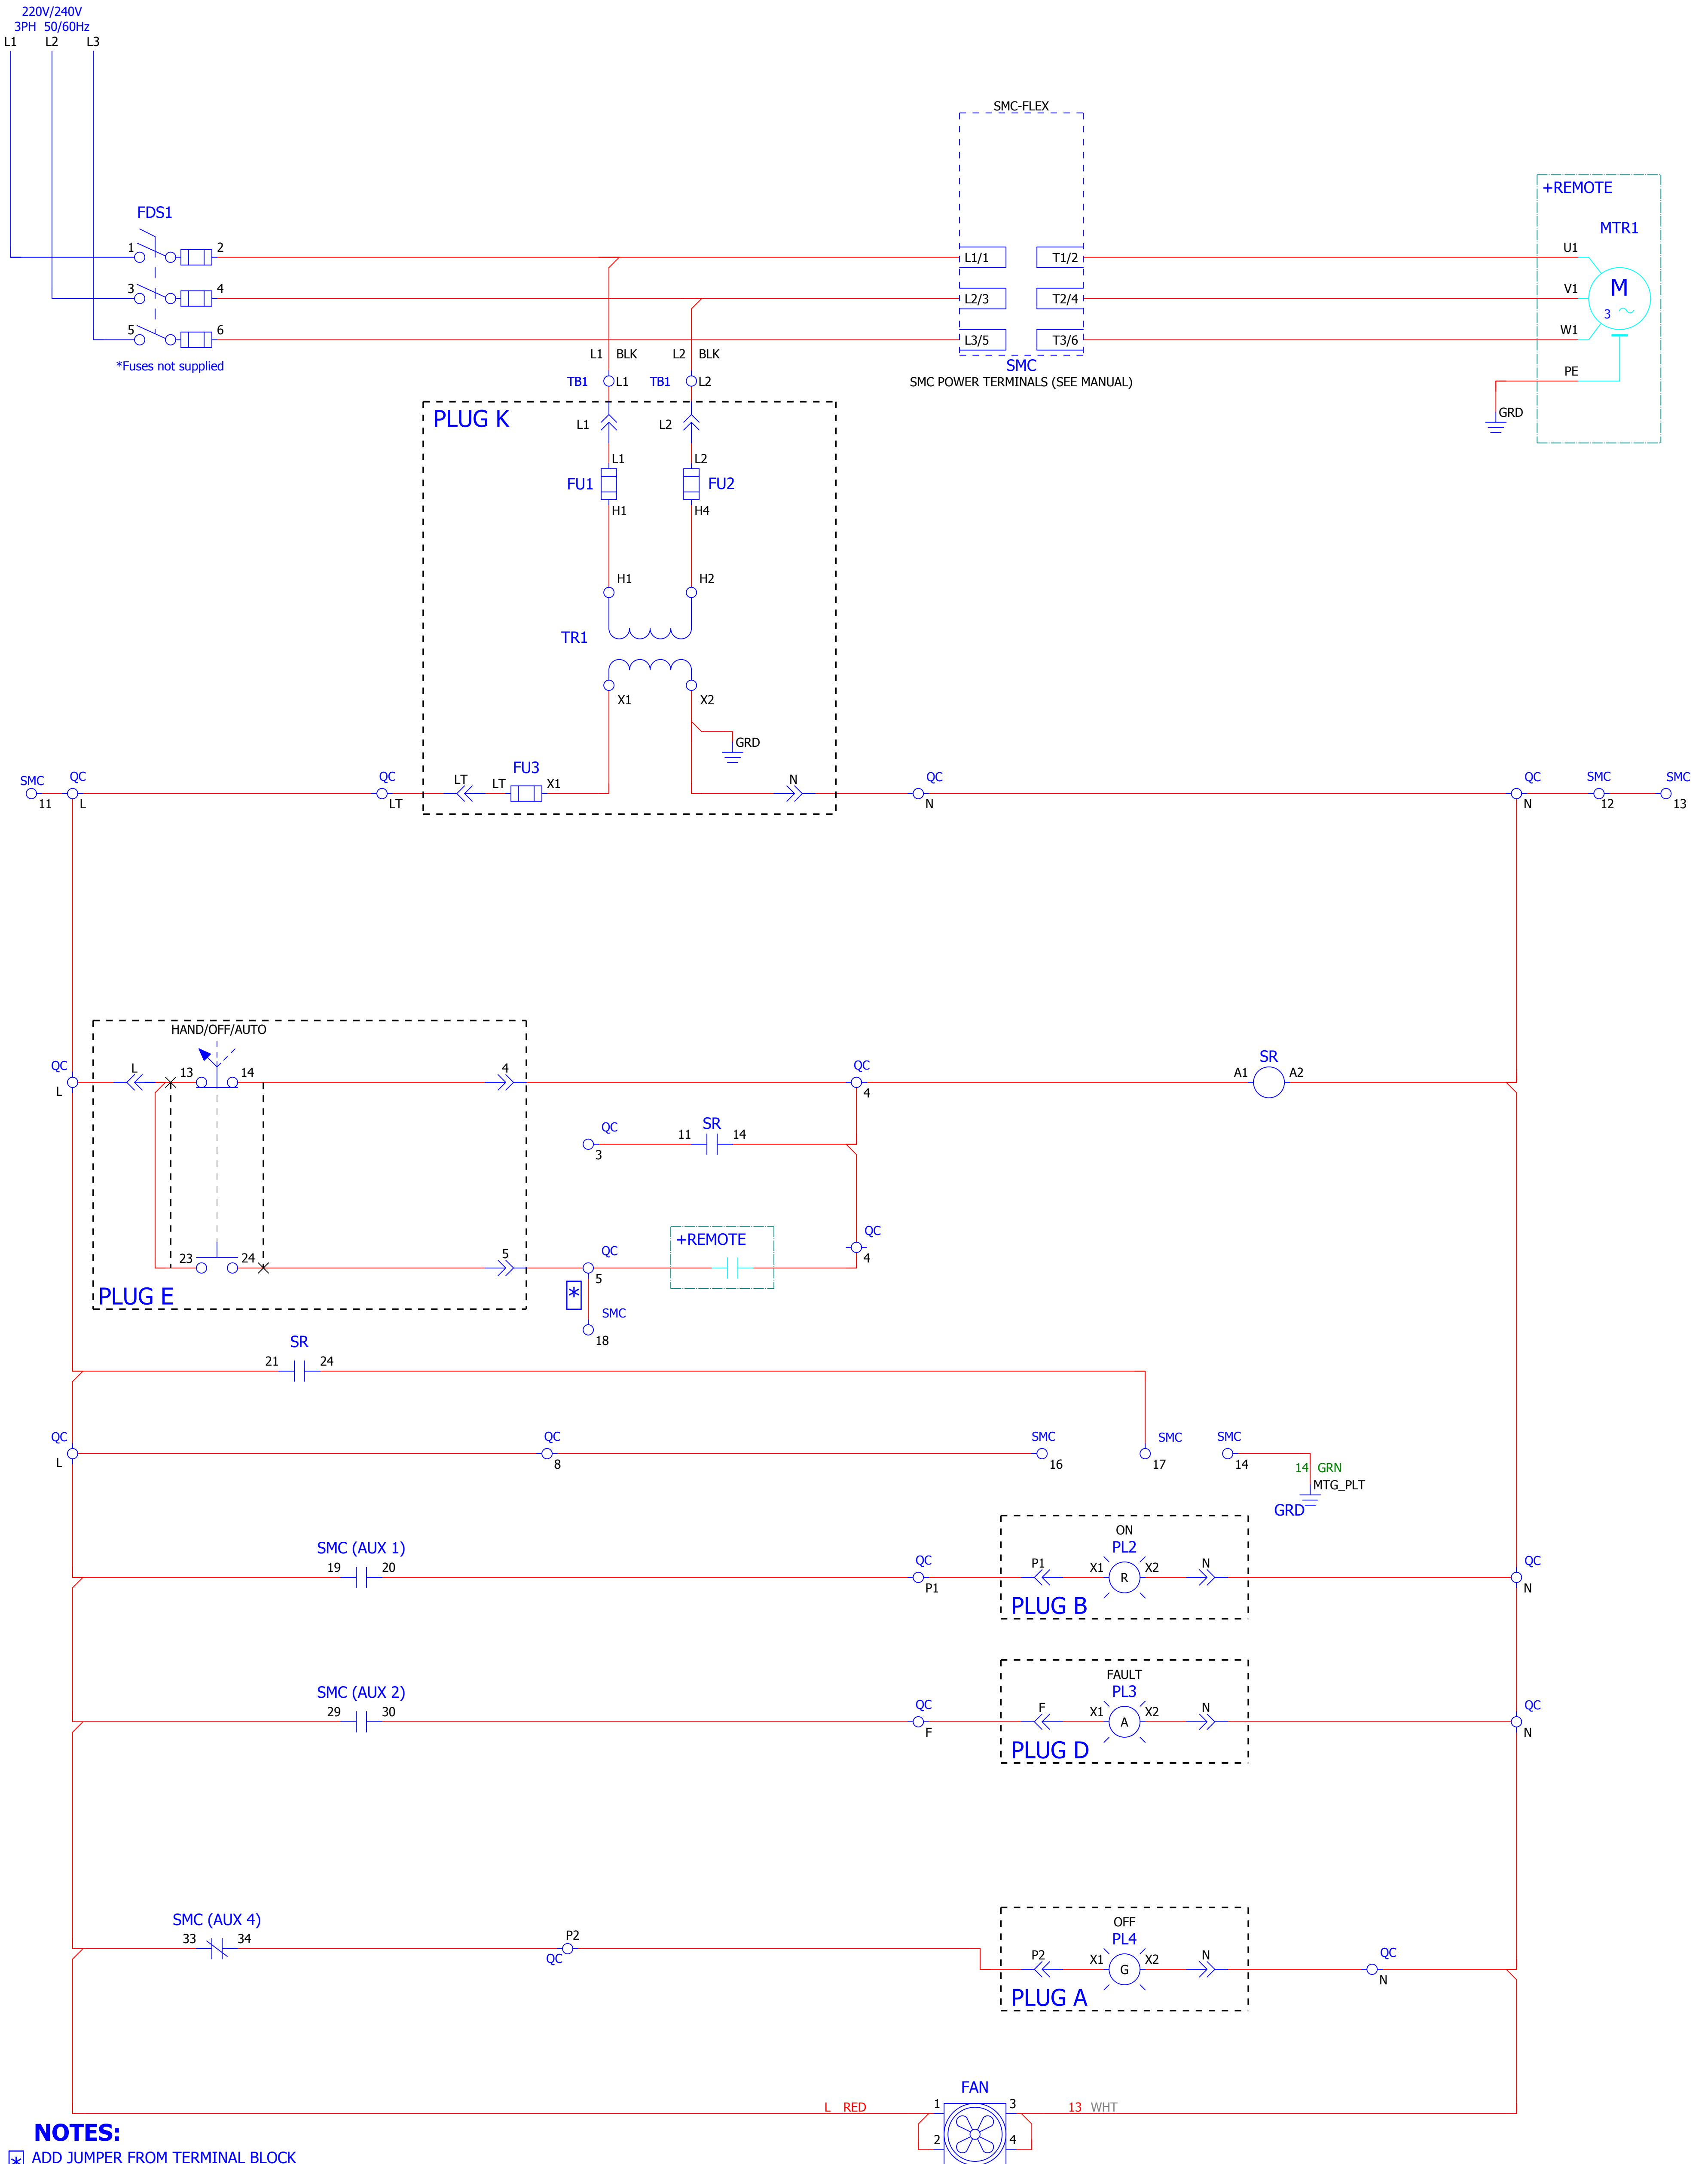 220V/240V
3PH 50/60Hz
L1 L2 L3
SMC-FLEX
+REMOTE
MTR1
FDS1
1 2
L1/1 T1/2
U1
3 4
L2/3 T2/4
V1
M
3
5 6
L3/5 T3/6
W1
*Fuses not supplied
L1 BLK L2 BLK
SMC
SMC POWER TERMINALS (SEE MANUAL)
PE
TB1 L1 TB1 L2
GRD
PLUG K
L1 L2
L1 L2
FU1 FU2
H1 H4
H1 H2
TR1
X1 X2
GRD
SMC QC QC
LT LT FU3 X1
N
QC QC SMC SMC
11 L LT
N N 12 13
HAND/OFF/AUTO
QC L 13 14 4 QC
SR
A1 A2
L
4
QC
11 SR 14
3
QC
+REMOTE
4
23 24 5 QC
5
*
PLUG E
SMC
18
SR
21 24
QC QC SMC SMC SMC
L 8 16 17 14
14 GRN
MTG_PLT
GRD
ON
SMC (AUX 1)
PL2
19 20
QC P1 X1 R X2 N QC
P1
N
PLUG B
FAULT
SMC (AUX 2)
PL3
29 30
QC F X1 A X2 N QC
F
N
PLUG D
SMC (AUX 4)
OFF
33 34
P2
QC
PL4
P2 X1 G X2 N QC
N
PLUG A
FAN
L RED 1 3 13 WHT
2 4
NOTES:
* ADD JUMPER FROM TERMINAL BLOCK